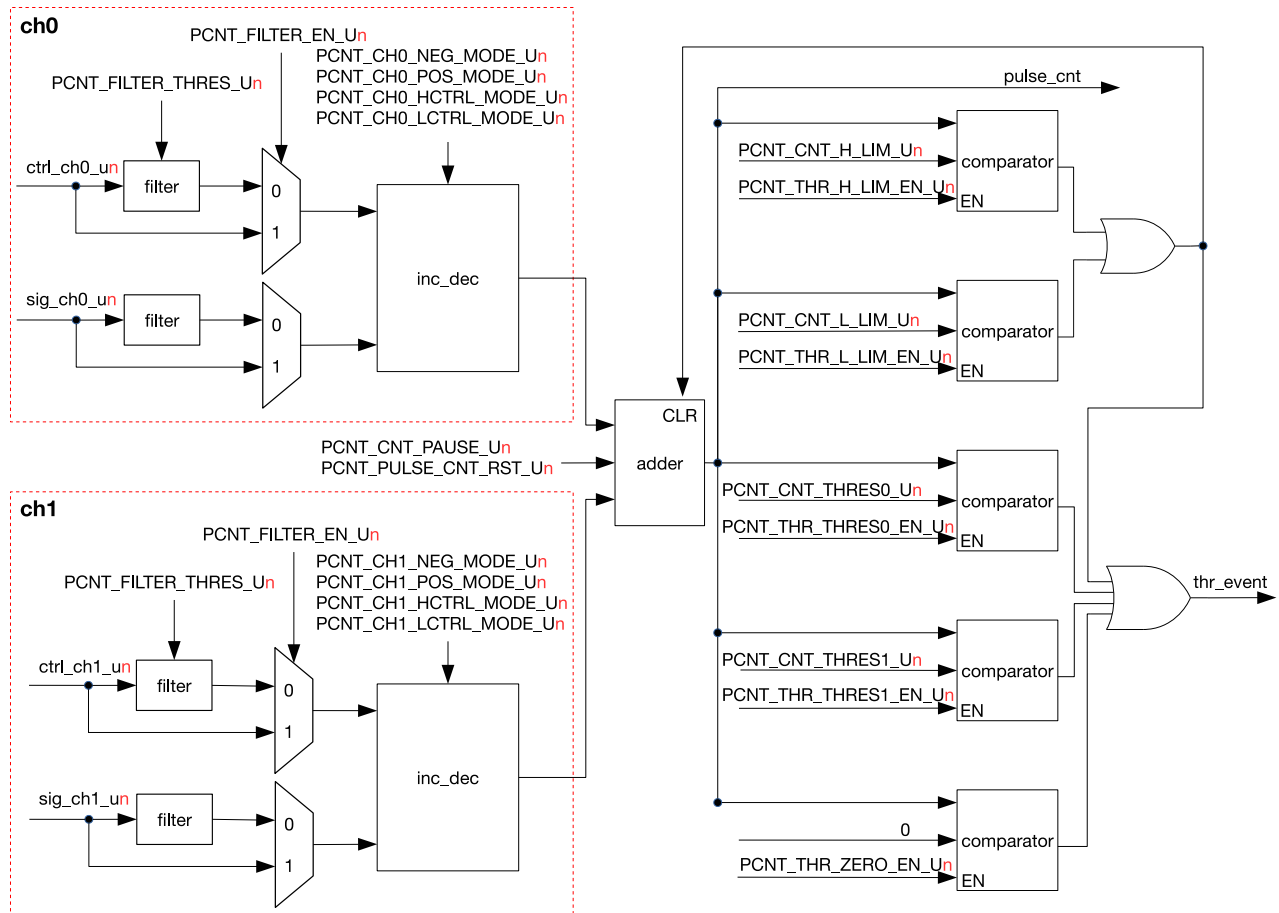 ch0
PCNT_FILTER_EN_Un
PCNT_CH0_NEG_MODE_Un
PCNT_CH0_POS_MODE_Un
PCNT_CH0_HCTRL_MODE_Un
PCNT_CH0_LCTRL_MODE_Un
PCNT_FILTER_THRES_Un
ctrl_ch0_un
filter
0
1
sig_ch0_un
filter
0
1
inc_dec
PCNT_CNT_PAUSE_Un
PCNT_PULSE_CNT_RST_Un
CLR
adder
ch1
PCNT_FILTER_EN_Un
PCNT_CH1_NEG_MODE_Un
PCNT_CH1_POS_MODE_Un
PCNT_CH1_HCTRL_MODE_Un
PCNT_CH1_LCTRL_MODE_Un
PCNT_FILTER_THRES_Un
ctrl_ch1_un
filter
0
1
sig_ch1_un
filter
0
1
inc_dec
pulse_cnt
PCNT_CNT_H_LIM_Un
PCNT_THR_H_LIM_EN_Un
comparator
EN
PCNT_CNT_L_LIM_Un
PCNT_THR_L_LIM_EN_Un
comparator
EN
PCNT_CNT_THRES0_Un
PCNT_THR_THRES0_EN_Un
comparator
EN
thr_event
PCNT_CNT_THRES1_Un
PCNT_THR_THRES1_EN_Un
comparator
EN
0
PCNT_THR_ZERO_EN_Un
comparator
EN